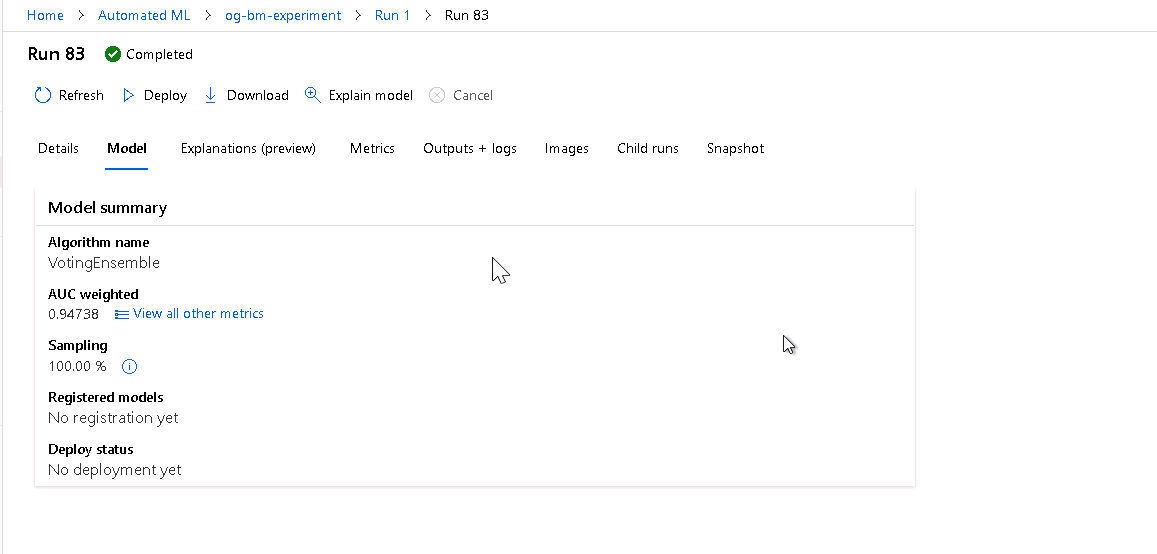 Home > Automated ML > og-bm-experiment > Run 1 > Run 83
Run 83 Completed
Refresh Deploy Download Explain model Cancel
Details Model Explanations (preview) Metrics Outputs + logs Images Child runs Snapshot
Model summary
Algorithm name
VotingEnsemble
AUC weighted
0.94738 View all other metrics
Sampling
100.00 %
Registered models
No registration yet
Deploy status
No deployment yet